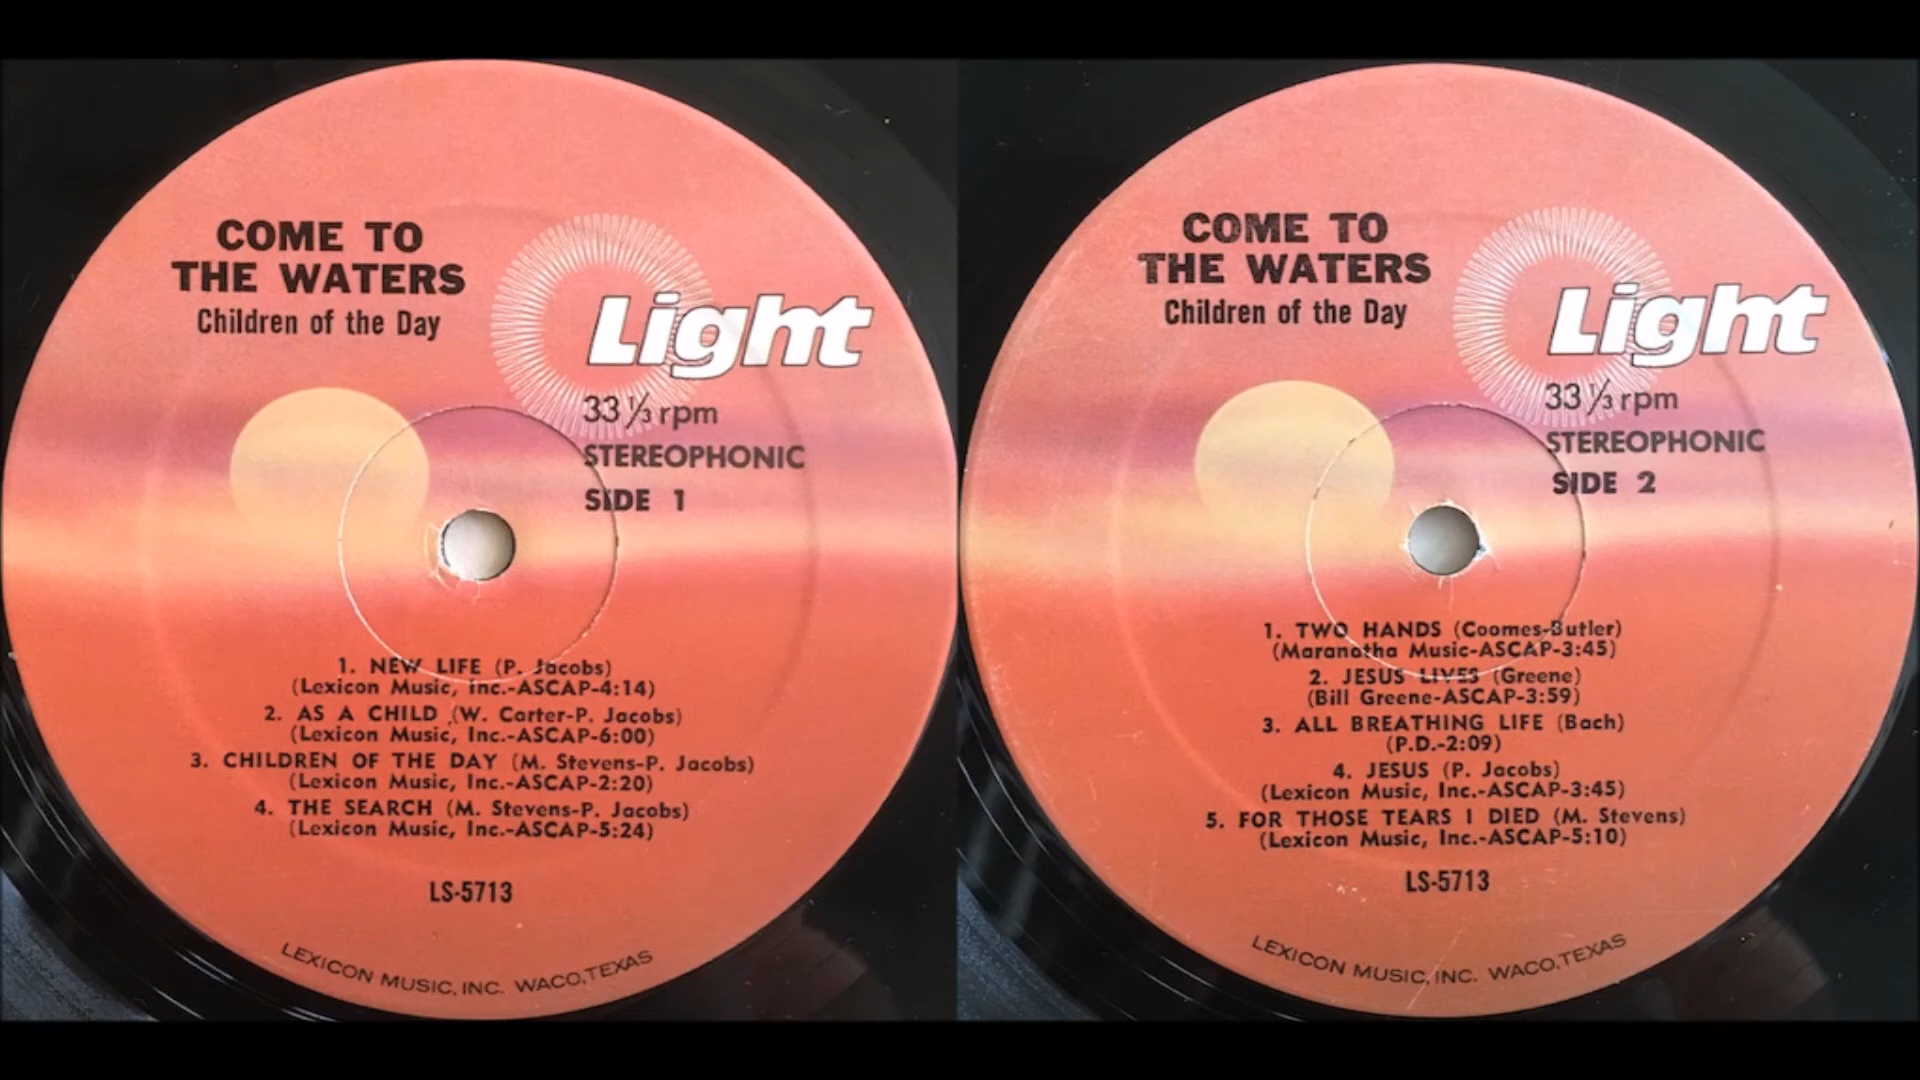 COME TO
THE WATERS
Children of the Day
Light
33 1/3 rpm
STEREOPHONIC
SIDE 1
1. NEW LIFE (P. Jacobs)
(Lexicon Music, Inc.-ASCAP-4:14)
2. AS A CHILD (W. Carter-P. Jacobs)
(Lexicon Music, Inc.-ASCAP-6:00)
3. CHILDREN OF THE DAY (M. Stevens-P. Jacobs)
(Lexicon Music, Inc.-ASCAP-2:20)
4. THE SEARCH (M. Stevens-P. Jacobs)
(Lexicon Music, Inc.-ASCAP-5:24)
LS-5713
LEXICON MUSIC, INC. WACO, TEXAS
COME TO
THE WATERS
Children of the Day
Light
33 1/3 rpm
STEREOPHONIC
SIDE 2
1. TWO HANDS (Coomes-Butler)
(Maranatha Music-ASCAP-3:45)
2. JESUS LIVES (Greene)
(Bill Greene-ASCAP-3:59)
3. ALL BREATHING LIFE (Bach)
(P.D.-2:09)
4. JESUS (P. Jacobs)
(Lexicon Music, Inc.-ASCAP-3:45)
5. FOR THOSE TEARS I DIED (M. Stevens)
(Lexicon Music, Inc.-ASCAP-5:10)
LS-5713
LEXICON MUSIC, INC. WACO, TEXAS